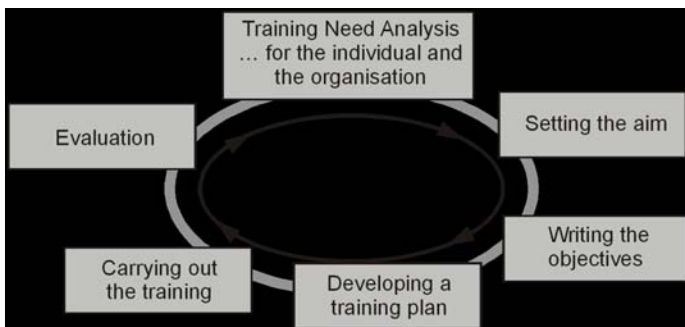 Training Need Analysis
... for the individual and
the organisation
Setting the aim
Writing the
objectives
Developing a
training plan
Carrying out
the training
Evaluation